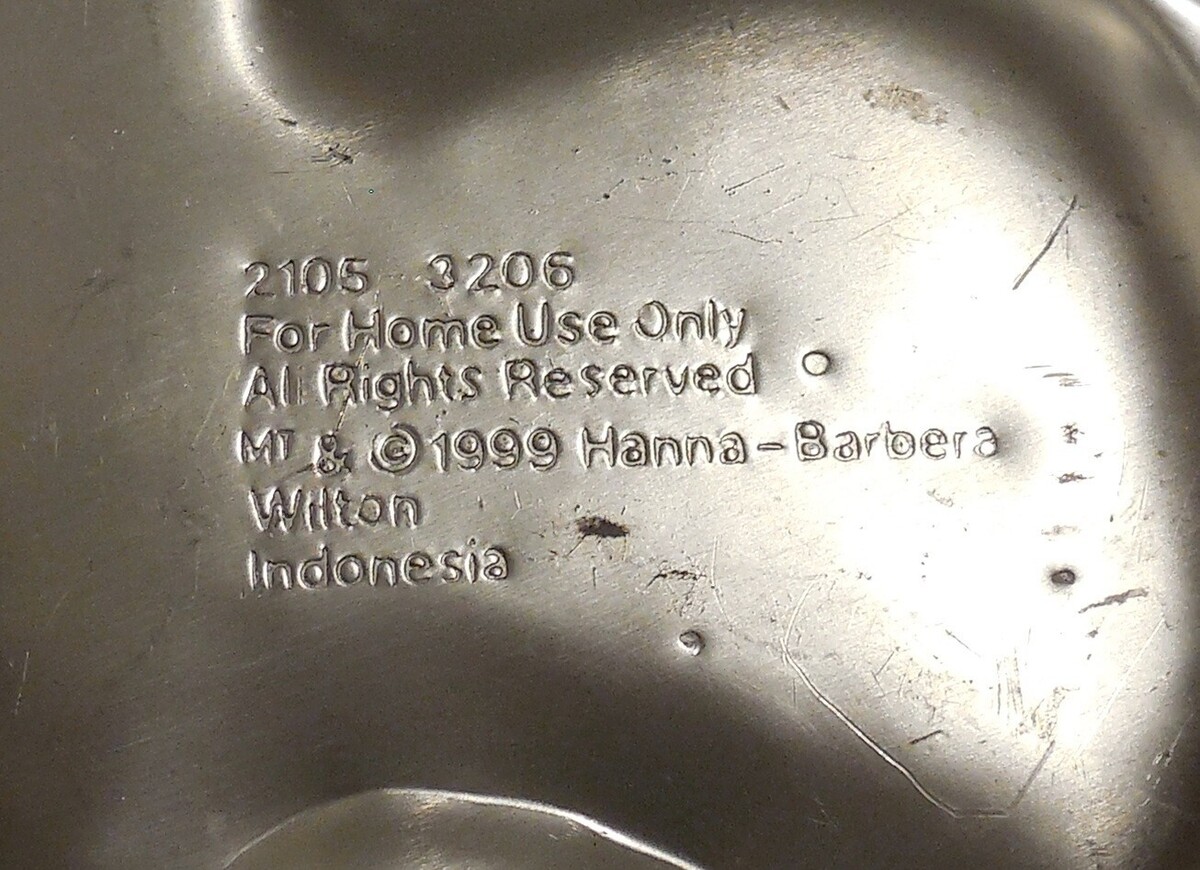 2105 3206
For Home Use Only
All Rights Reserved
MT & © 1999 Hanna-Barbera
Wilton
Indonesia